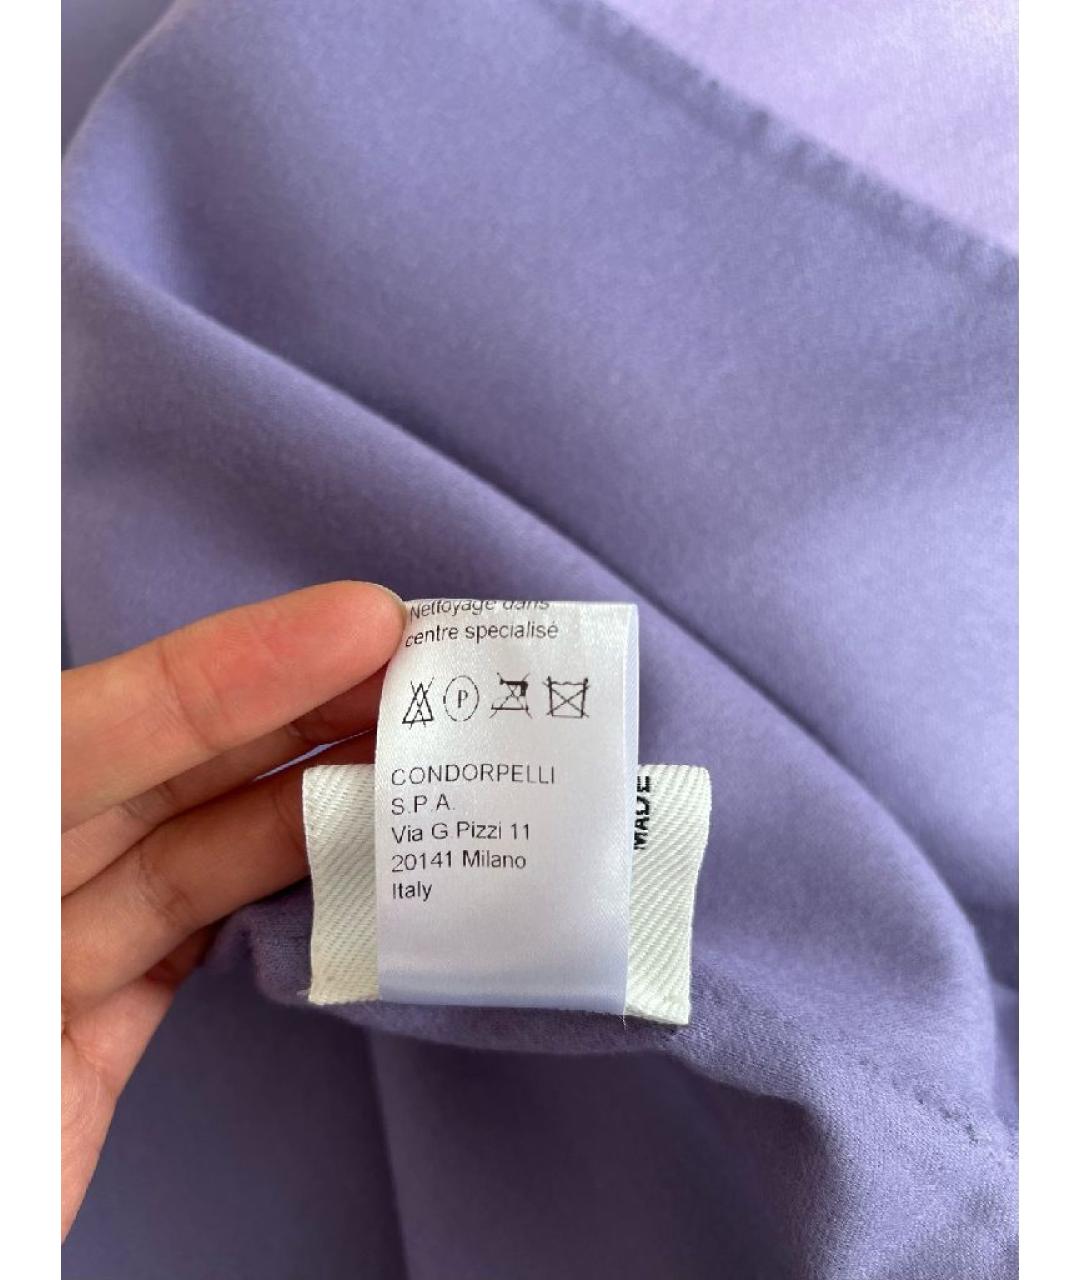 Nettoyage dans
centre specialisé
P
CONDORPELLI
S.P.A.
Via G.Pizzi 11
20141 Milano
Italy
MADE